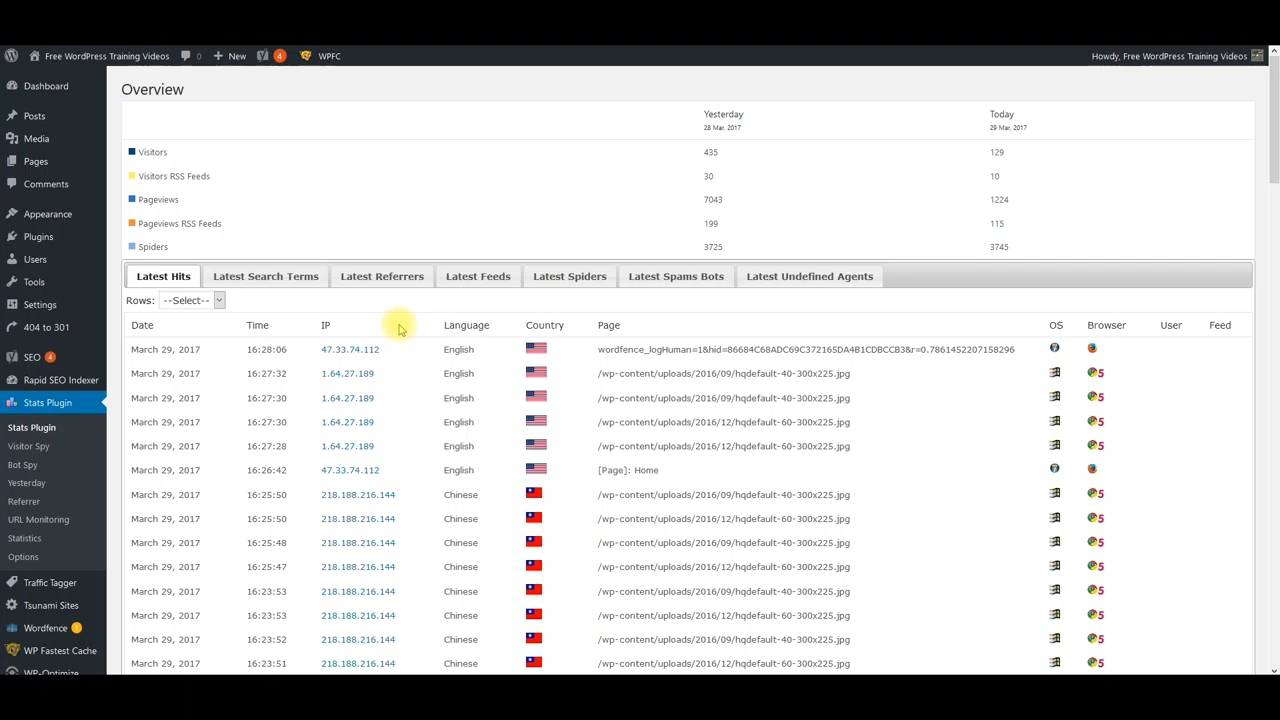 Free WordPress Training Videos 0 New 4 WPFC Howdy, Free WordPress Training Videos
Dashboard
Posts
Media
Pages
Comments
Appearance
Plugins
Users
Tools
Settings
404 to 301
SEO 4
Rapid SEO Indexer
Stats Plugin
Stats Plugin
Visitor Spy
Bot Spy
Yesterday
Referrer
URL Monitoring
Statistics
Options
Traffic Tagger
Tsunami Sites
Wordfence 1
WP Fastest Cache
WP-Optimize
Overview
Yesterday Today
28 Mar, 2017 29 Mar, 2017
Visitors 435 129
Visitors RSS Feeds 30 10
Pageviews 7043 1224
Pageviews RSS Feeds 199 115
Spiders 3725 3745
Latest Hits Latest Search Terms Latest Referrers Latest Feeds Latest Spiders Latest Spams Bots Latest Undefined Agents
Rows: --Select--
Date Time IP Language Country Page OS Browser User Feed
March 29, 2017 16:28:06 47.33.74.112 English wordfence_logHuman=1&hid=86684C68ADC69C372165DA4B1CDBCCB3&r=0.7861452207158296
March 29, 2017 16:27:32 1.64.27.189 English /wp-content/uploads/2016/09/hqdefault-40-300x225.jpg 5
March 29, 2017 16:27:30 1.64.27.189 English /wp-content/uploads/2016/09/hqdefault-40-300x225.jpg 5
March 29, 2017 16:27:30 1.64.27.189 English /wp-content/uploads/2016/12/hqdefault-60-300x225.jpg 5
March 29, 2017 16:27:28 1.64.27.189 English /wp-content/uploads/2016/12/hqdefault-60-300x225.jpg 5
March 29, 2017 16:26:42 47.33.74.112 English [Page]: Home
March 29, 2017 16:25:50 218.188.216.144 Chinese /wp-content/uploads/2016/09/hqdefault-40-300x225.jpg 5
March 29, 2017 16:25:50 218.188.216.144 Chinese /wp-content/uploads/2016/12/hqdefault-60-300x225.jpg 5
March 29, 2017 16:25:48 218.188.216.144 Chinese /wp-content/uploads/2016/09/hqdefault-40-300x225.jpg 5
March 29, 2017 16:25:47 218.188.216.144 Chinese /wp-content/uploads/2016/12/hqdefault-60-300x225.jpg 5
March 29, 2017 16:23:53 218.188.216.144 Chinese /wp-content/uploads/2016/09/hqdefault-40-300x225.jpg 5
March 29, 2017 16:23:53 218.188.216.144 Chinese /wp-content/uploads/2016/12/hqdefault-60-300x225.jpg 5
March 29, 2017 16:23:52 218.188.216.144 Chinese /wp-content/uploads/2016/09/hqdefault-40-300x225.jpg 5
March 29, 2017 16:23:51 218.188.216.144 Chinese /wp-content/uploads/2016/12/hqdefault-60-300x225.jpg 5